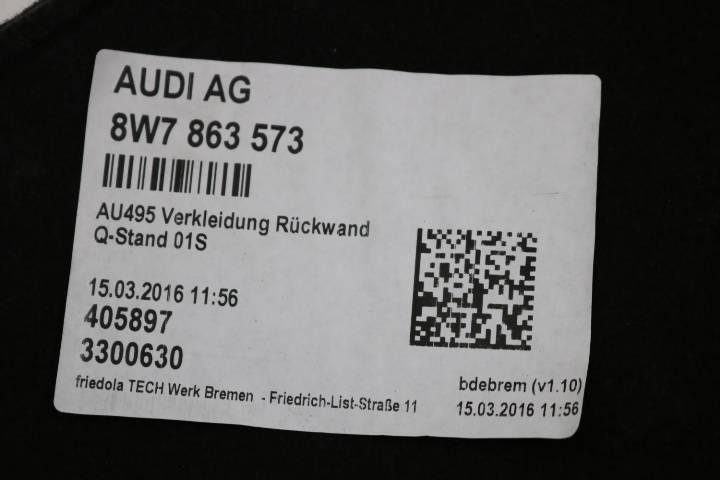 AUDI AG
8W7 863 573
AU495 Verkleidung Rückwand
Q-Stand 01S
15.03.2016 11:56
405897
3300630
friedola TECH Werk Bremen - Friedrich-List-Straße 11
bdebrem (v1.10)
15.03.2016 11:56